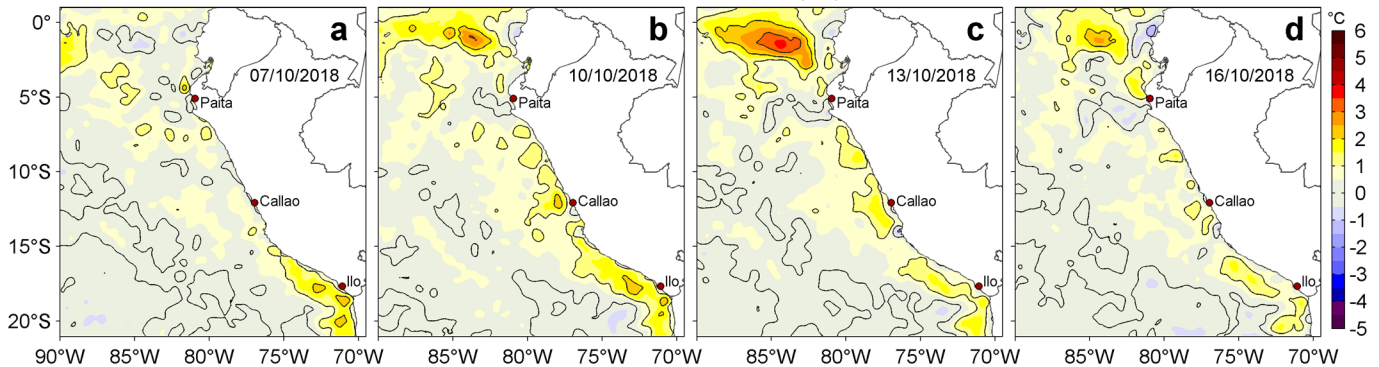 a
b
c
d
°C
07/10/2018
10/10/2018
13/10/2018
16/10/2018
0°
5°S
10°S
15°S
20°S
Paita
Callao
Ilo
Paita
Callao
Ilo
Paita
Callao
Ilo
Paita
Callao
Ilo
6
5
4
3
2
1
0
-1
-2
-3
-4
-5
90°W
85°W
80°W
75°W
70°W
85°W
80°W
75°W
70°W
85°W
80°W
75°W
70°W
85°W
80°W
75°W
70°W